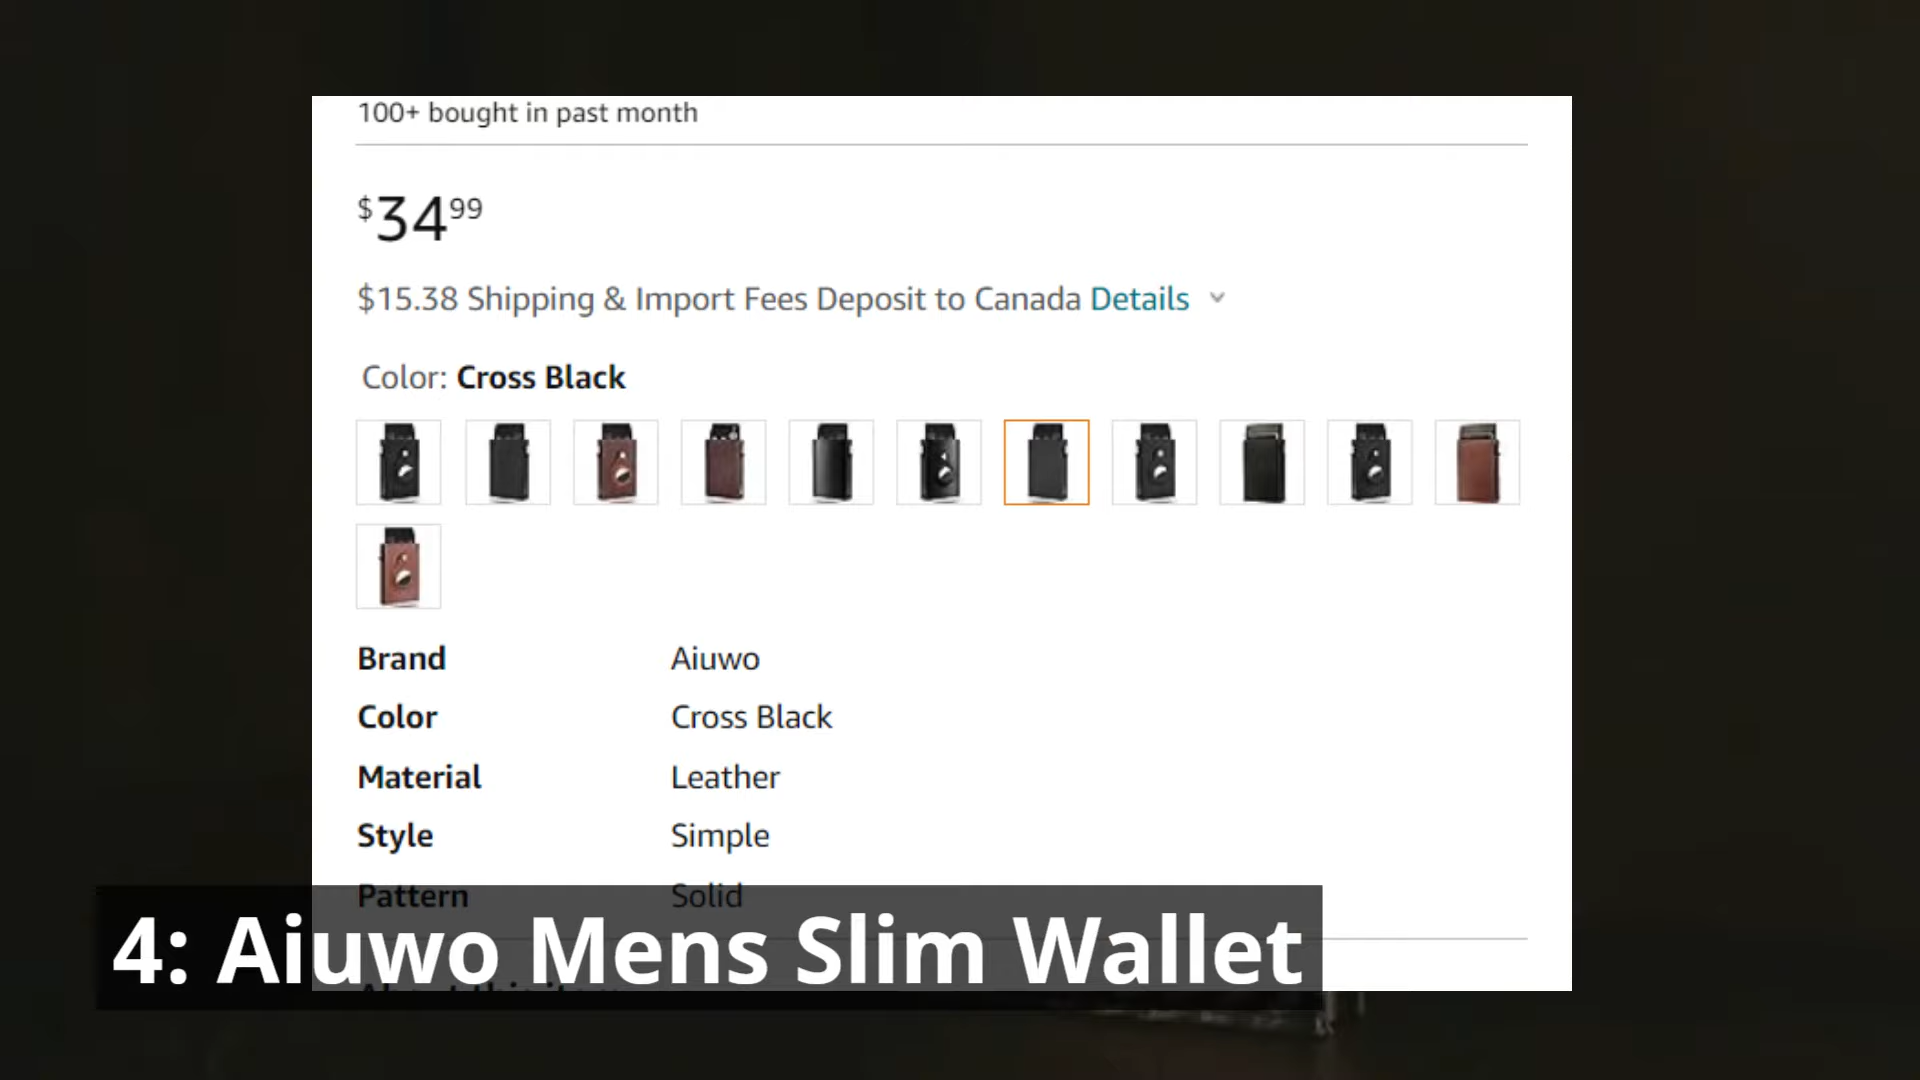 100+ bought in past month
$34.99
$15.38 Shipping & Import Fees Deposit to Canada Details
Color: Cross Black
Brand Aiuwo
Color Cross Black
Material Leather
Style Simple
Pattern Solid
4: Aiuwo Mens Slim Wallet